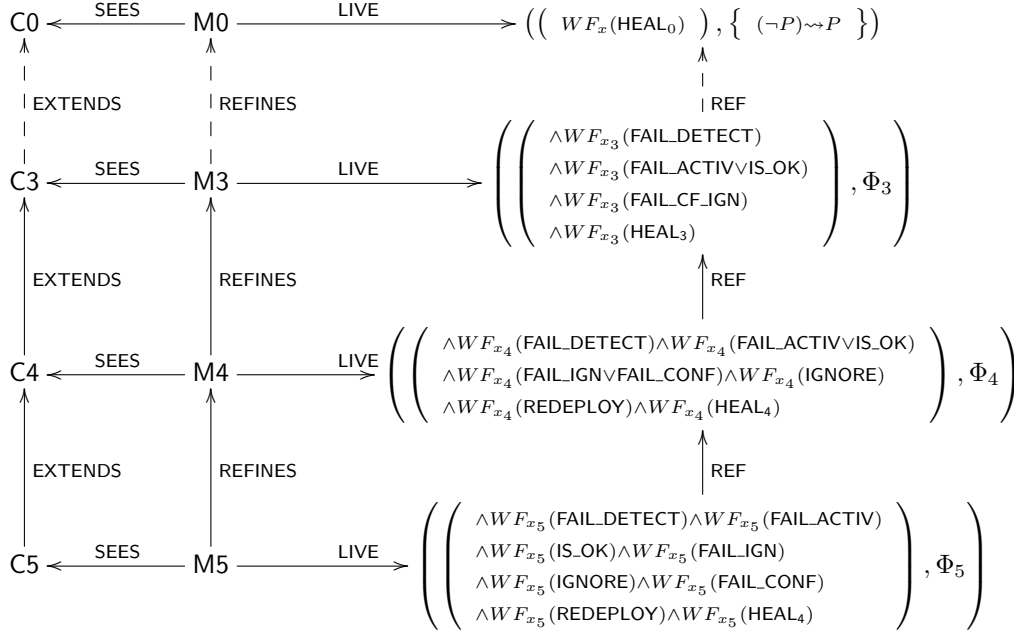 C0 SEES M0 LIVE ( ( WF_x(HEAL_0) ) , { (¬P)⇝P } )
EXTENDS REFINES REF
C3 SEES M3 LIVE
∧WF_{x_3}(FAIL_DETECT)
∧WF_{x_3}(FAIL_ACTIV∨IS_OK)
∧WF_{x_3}(FAIL_CF_IGN)
∧WF_{x_3}(HEAL_3)
, Φ_3
EXTENDS REFINES REF
C4 SEES M4 LIVE
∧WF_{x_4}(FAIL_DETECT)∧WF_{x_4}(FAIL_ACTIV∨IS_OK)
∧WF_{x_4}(FAIL_IGN∨FAIL_CONF)∧WF_{x_4}(IGNORE)
∧WF_{x_4}(REDEPLOY)∧WF_{x_4}(HEAL_4)
, Φ_4
EXTENDS REFINES REF
C5 SEES M5 LIVE
∧WF_{x_5}(FAIL_DETECT)∧WF_{x_5}(FAIL_ACTIV)
∧WF_{x_5}(IS_OK)∧WF_{x_5}(FAIL_IGN)
∧WF_{x_5}(IGNORE)∧WF_{x_5}(FAIL_CONF)
∧WF_{x_5}(REDEPLOY)∧WF_{x_5}(HEAL_4)
, Φ_5